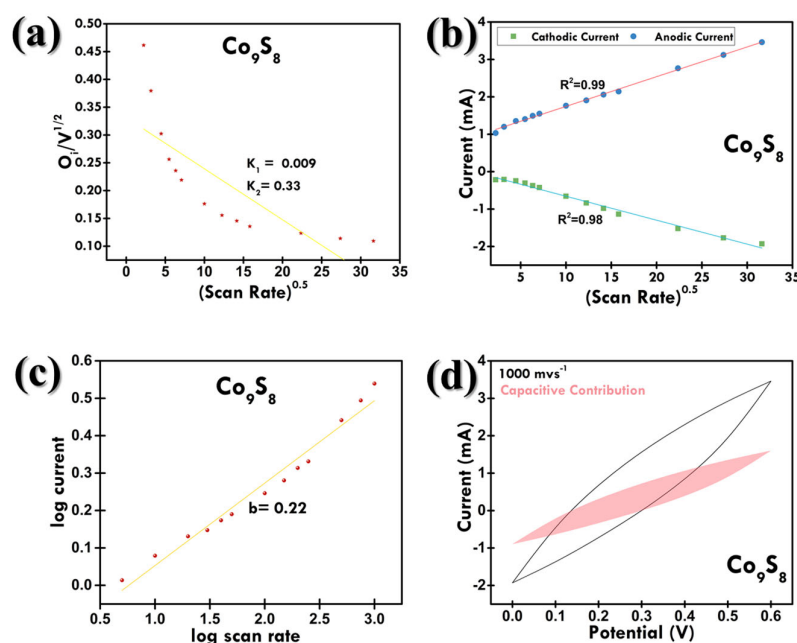 (a)
Co₉S₈
0.50
0.45
0.40
0.35
0.30
0.25
0.20
0.15
0.10
Oᵢ/V^1/2
K₁ = 0.009
K₂= 0.33
0 5 10 15 20 25 30 35
(Scan Rate)^0.5
(b)
Cathodic Current Anodic Current
4
3
2
1
0
-1
-2
Current (mA)
R²=0.99
Co₉S₈
R²=0.98
5 10 15 20 25 30 35
(Scan Rate)^0.5
(c)
Co₉S₈
0.6
0.5
0.4
0.3
0.2
0.1
0.0
log current
b= 0.22
0.5 1.0 1.5 2.0 2.5 3.0
log scan rate
(d)
1000 mvs⁻¹
Capacitive Contribution
4
3
2
1
0
-1
-2
Current (mA)
Co₉S₈
0.0 0.1 0.2 0.3 0.4 0.5 0.6
Potential (V)